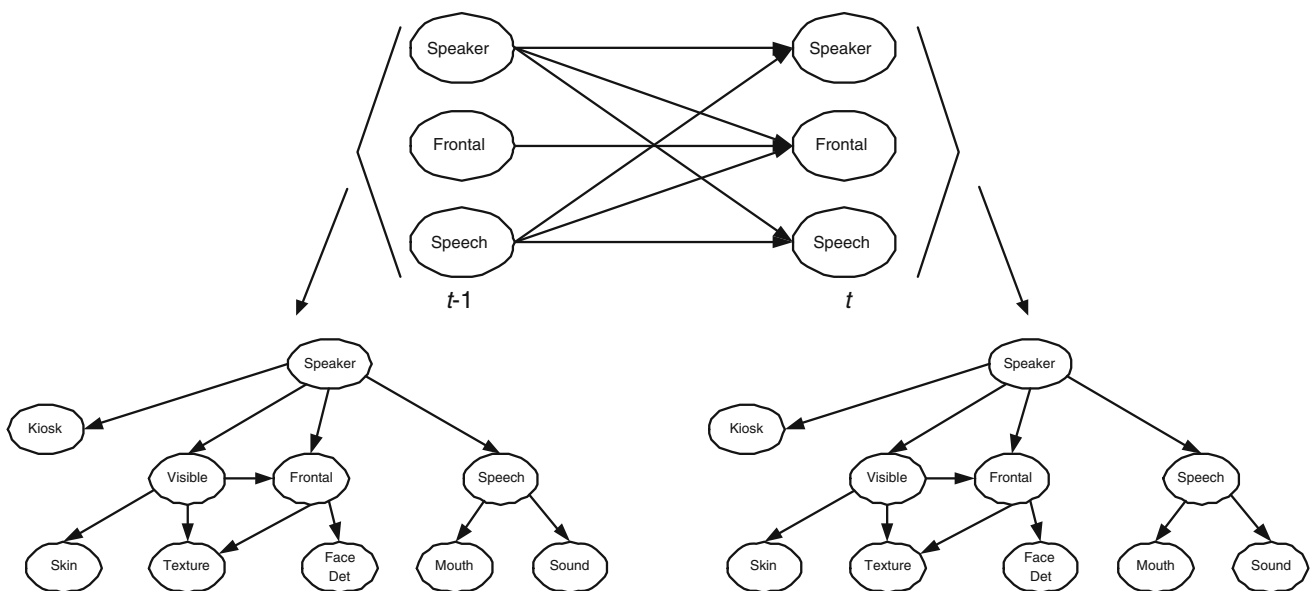 Speaker Speaker
Frontal Frontal
Speech Speech
t-1 t
Speaker Speaker
Kiosk Kiosk
Visible Frontal Speech Visible Frontal Speech
Skin Texture Face Det Mouth Sound Skin Texture Face Det Mouth Sound